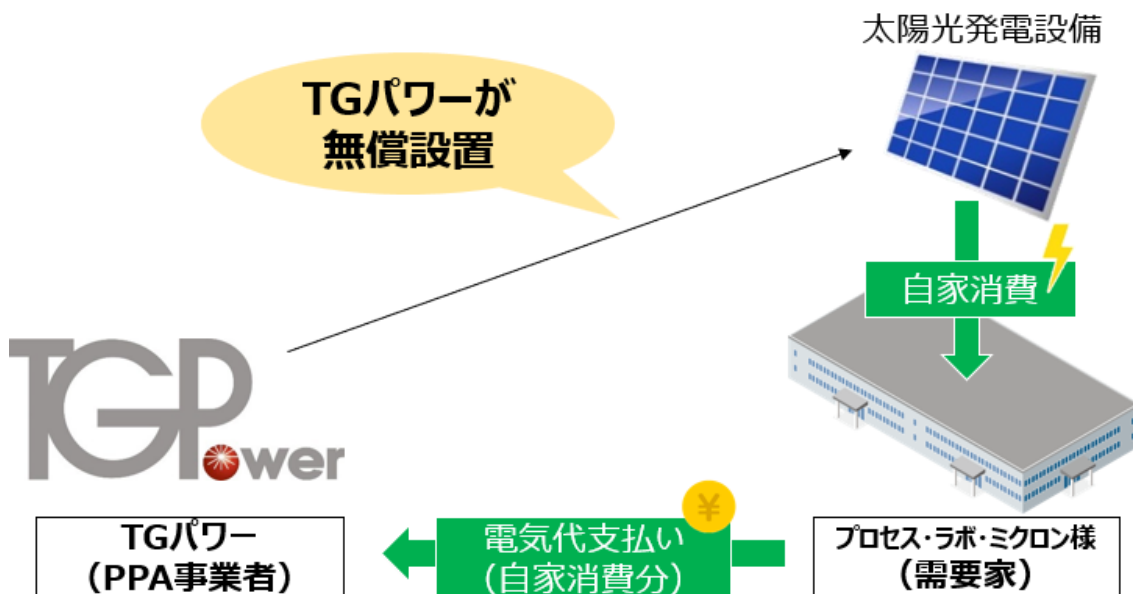 太陽光発電設備
TGパワーが
無償設置
自家消費
TGPower
¥
TGパワー
（PPA事業者）
電気代支払い
（自家消費分）
プロセス・ラボ・ミクロン様
（需要家）